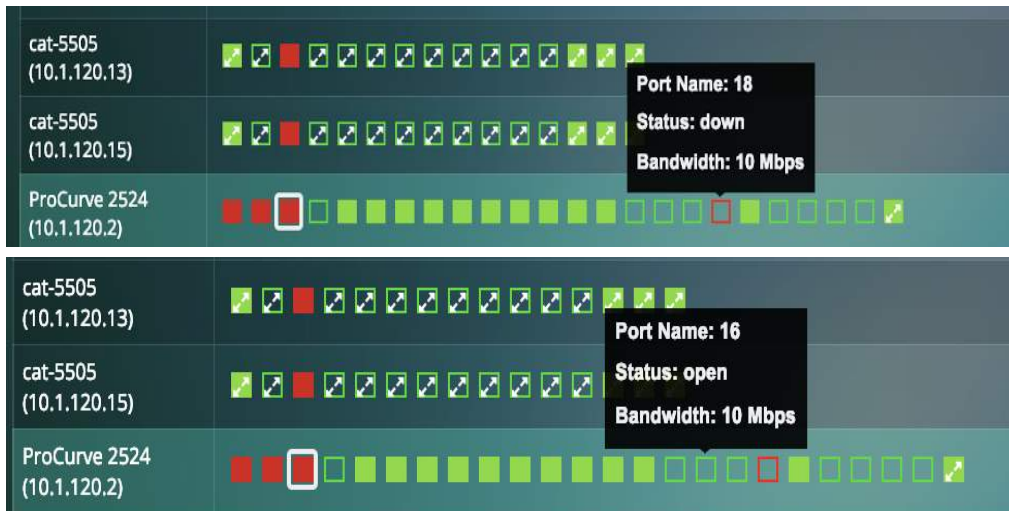 cat-5505
(10.1.120.13)
Port Name: 18
cat-5505
(10.1.120.15)
Status: down
Bandwidth: 10 Mbps
ProCurve 2524
(10.1.120.2)
cat-5505
(10.1.120.13)
Port Name: 16
cat-5505
(10.1.120.15)
Status: open
Bandwidth: 10 Mbps
ProCurve 2524
(10.1.120.2)